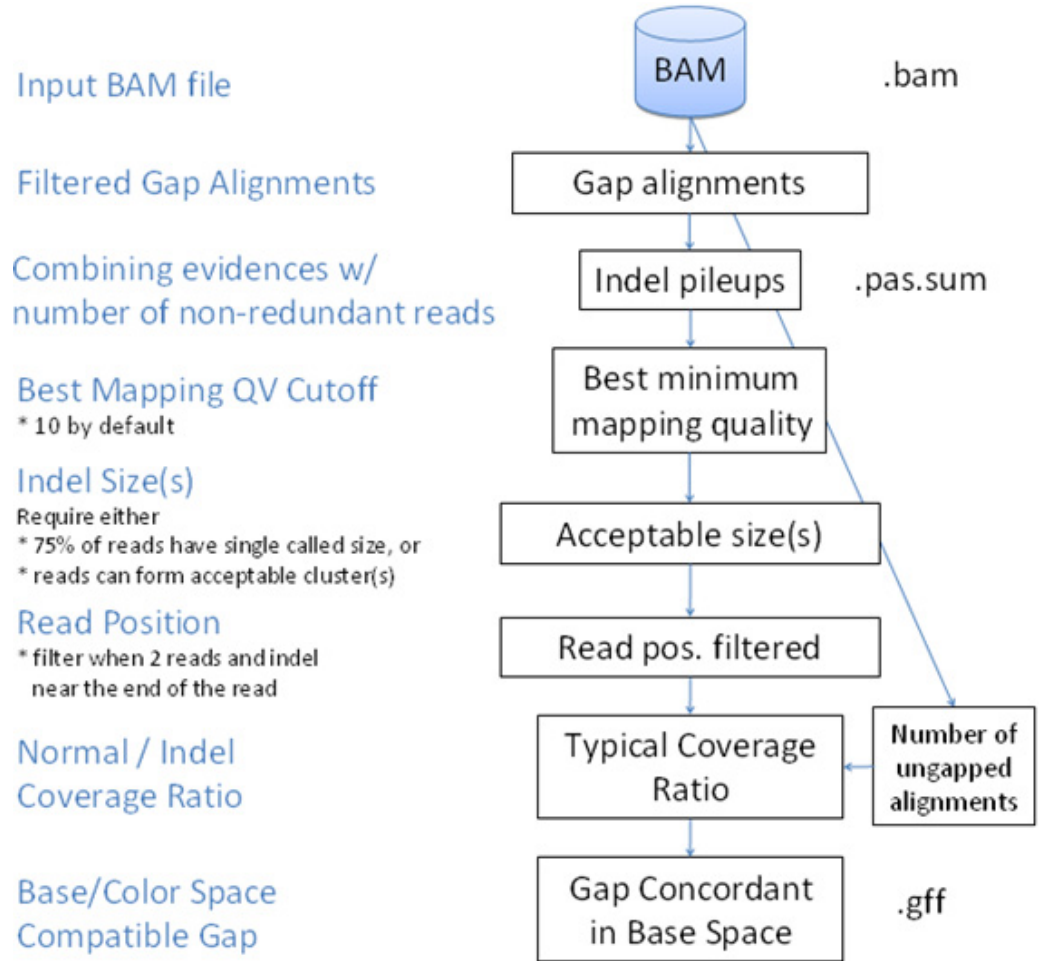 BAM
Input BAM file
.bam
Filtered Gap Alignments
Gap alignments
Combining evidences w/
number of non-redundant reads
Indel pileups
.pas.sum
Best Mapping QV Cutoff
* 10 by default
Best minimum
mapping quality
Indel Size(s)
Require either
* 75% of reads have single called size, or
* reads can form acceptable cluster(s)
Acceptable size(s)
Read Position
* filter when 2 reads and indel
near the end of the read
Read pos. filtered
Normal / Indel
Coverage Ratio
Typical Coverage
Ratio
Number of
ungapped
alignments
Base/Color Space
Compatible Gap
Gap Concordant
in Base Space
.gff